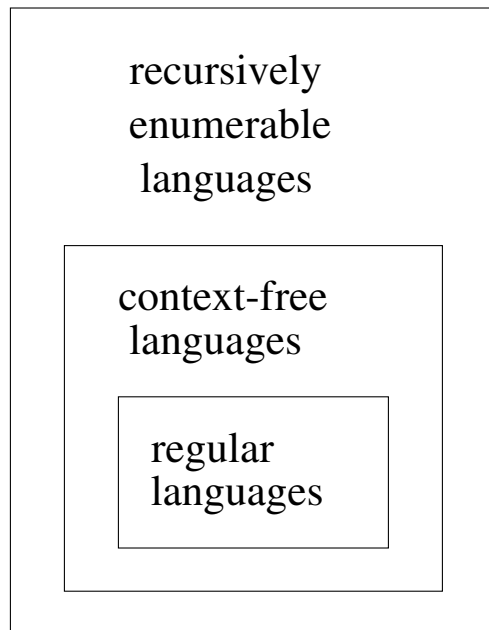 recursively
enumerable
languages
context-free
languages
regular
languages